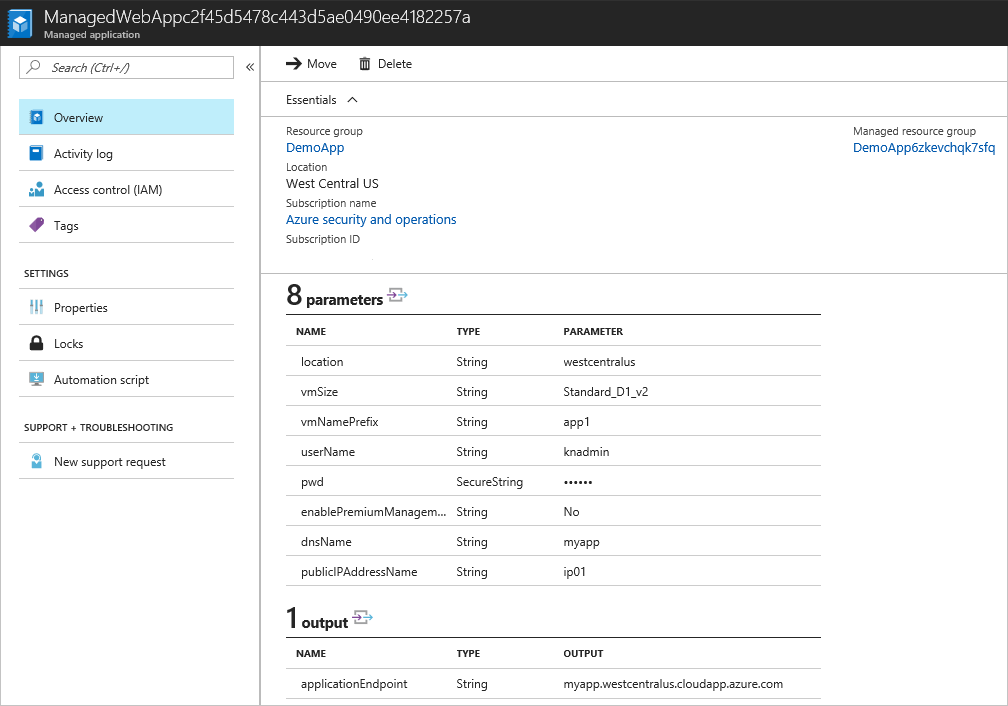 ManagedWebAppc2f45d5478c443d5ae0490ee4182257a
Managed application
Search (Ctrl+/)
«
Overview
Activity log
Access control (IAM)
Tags
SETTINGS
Properties
Locks
Automation script
SUPPORT + TROUBLESHOOTING
New support request
Move Delete
Essentials
Resource group
DemoApp
Location
West Central US
Subscription name
Azure security and operations
Subscription ID
Managed resource group
DemoApp6zkevchqk7sfq
8 parameters
NAME TYPE PARAMETER
location String westcentralus
vmSize String Standard_D1_v2
vmNamePrefix String app1
userName String knadmin
pwd SecureString ••••••
enablePremiumManagem... String No
dnsName String myapp
publicIPAddressName String ip01
1 output
NAME TYPE OUTPUT
applicationEndpoint String myapp.westcentralus.cloudapp.azure.com